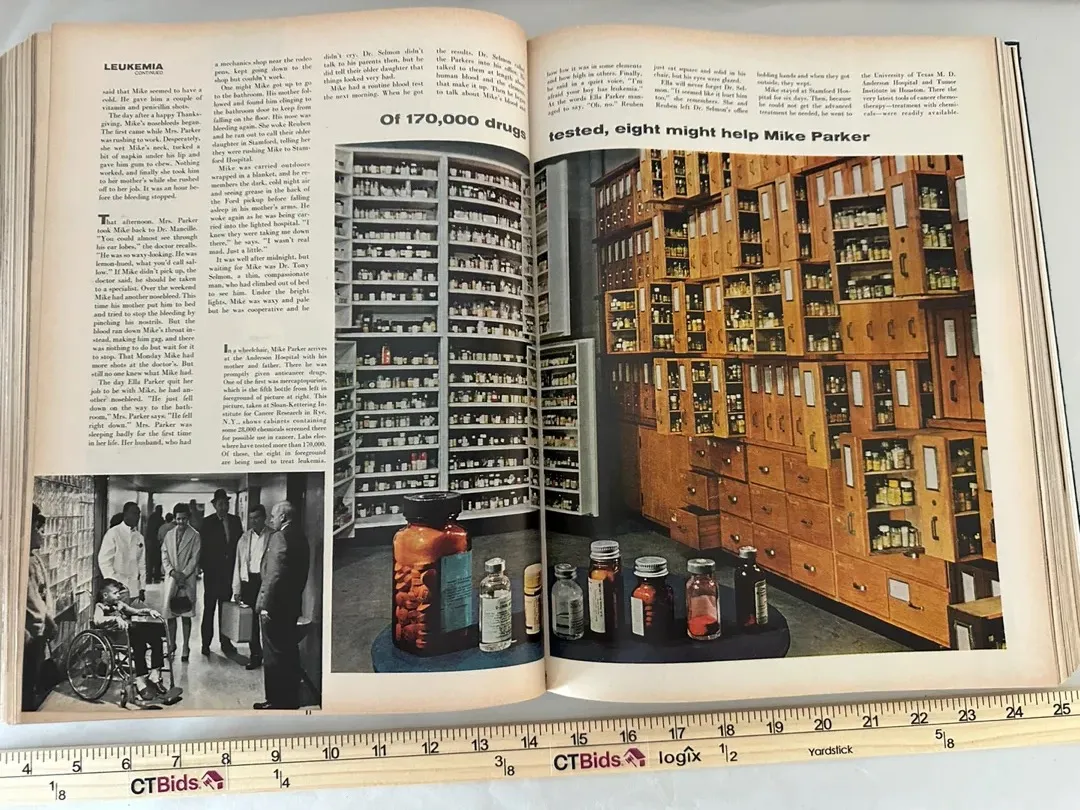 LEUKEMIA
CONTINUED
said that Mike seemed to have a
cold. He gave him a couple of
vitamin and penicillin shots.
The day after a happy Thanks-
giving, Mike's nosebleeds began.
The first came while Mrs. Parker
was rushing to work. Desperately,
she wet Mike's neck, tucked a
bit of napkin under his lip and
gave him gum to chew. Nothing
worked, and finally she took him
to her mother's while she rushed
off to her job. It was an hour be-
fore the bleeding stopped.
That afternoon, Mrs. Parker
took Mike back to Dr. Mancille.
"You could almost see through
his ear lobes," the doctor recalls.
"He was so waxy-looking. He was
lemon-hued, what you'd call sal-
low." If Mike didn't pick up, the
doctor said, he should be taken
to a specialist. Over the weekend
Mike had another nosebleed. This
time his mother put him to bed
and tried to stop the bleeding by
pinching his nostrils. But the
blood ran down Mike's throat in-
stead, making him gag, and there
was nothing to do but wait for it
to stop. That Monday Mike had
more shots at the doctor's. But
still no one knew what Mike had.
The day Ella Parker quit her
job to be with Mike, he had an-
other nosebleed. "He just fell
down on the way to the bath-
room," Mrs. Parker says. "He fell
right down." Mrs. Parker was
sleeping badly for the first time
in her life. Her husband, who had
a mechanics shop near the rodeo
pens, kept going down to the
shop but couldn't work.
One night Mike got up to go
to the bathroom. His mother fol-
lowed and found him clinging to
the bathroom door to keep from
falling on the floor. His nose was
bleeding again. She woke Reuben
and he ran out to call their older
daughter in Stamford, telling her
they were rushing Mike to Stam-
ford Hospital.
Mike was carried outdoors
wrapped in a blanket, and he re-
members the dark, cold night air
and seeing grease in the back of
the Ford pickup before falling
asleep in his mother's arms. He
woke again as he was being car-
ried into the lighted hospital. "I
knew they were taking me down
there," he says. "I wasn't real
mad. Just a little."
It was well after midnight, but
waiting for Mike was Dr. Tony
Selmon, a thin, compassionate
man, who had climbed out of bed
to see him. Under the bright
lights, Mike was waxy and pale
but he was cooperative and he
In a wheelchair, Mike Parker arrives
at the Anderson Hospital with his
mother and father. There he was
promptly given anticancer drugs.
One of the first was mercaptopurine,
which is the fifth bottle from left in
foreground of picture at right. This
picture, taken at Sloan-Kettering In-
stitute for Cancer Research in Rye,
N.Y., shows cabinets containing
some 28,000 chemicals screened there
for possible use in cancer. Labs else-
where have tested more than 170,000.
Of these, the eight in foreground
are being used to treat leukemia.
didn't cry. Dr. Selmon didn't
talk to his parents then, but he
did tell their older daughter that
things looked very bad.
Mike had a routine blood test
the next morning. When he got
the results, Dr. Selmon
the Parkers into his
talked to them at length
human blood and the elements
that make it up. Then he
to talk about Mike's blood
how low it was in some elements
and how high in others. Finally,
he said in a quiet voice, "I'm
afraid your boy has leukemia."
At the words Ella Parker man-
aged to say, "Oh, no." Reuben
just sat square and solid in his
chair, but his eyes were glazed.
Ella will never forget Dr. Sel-
mon. "It seemed like it hurt him
too," she remembers. She and
Reuben left Dr. Selmon's office
holding hands and when they got
outside, they wept.
Mike stayed at Stamford Hos-
pital for six days. Then, because
he could not get the advanced
treatment he needed, he went to
the University of Texas M. D.
Anderson Hospital and Tumor
Institute in Houston. There the
very latest tools of cancer chemo-
therapy—treatment with chemi-
cals—were readily available.
Of 170,000 drugs tested, eight might help Mike Parker
4 5 6 7 8 9 10 11 12 13 14 15 16 17 18 19 20 21 22 23 24 25
1/8 CTBids 1/4 3/8 CTBids logix 1/2 Yardstick 5/8